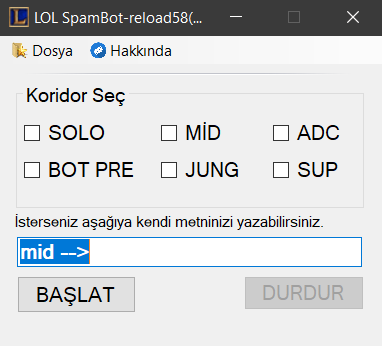 LOL SpamBot-reload58(...
Dosya Hakkında
Koridor Seç
SOLO MİD ADC
BOT PRE JUNG SUP
İsterseniz aşağıya kendi metninizi yazabilirsiniz.
mid -->
BAŞLAT DURDUR